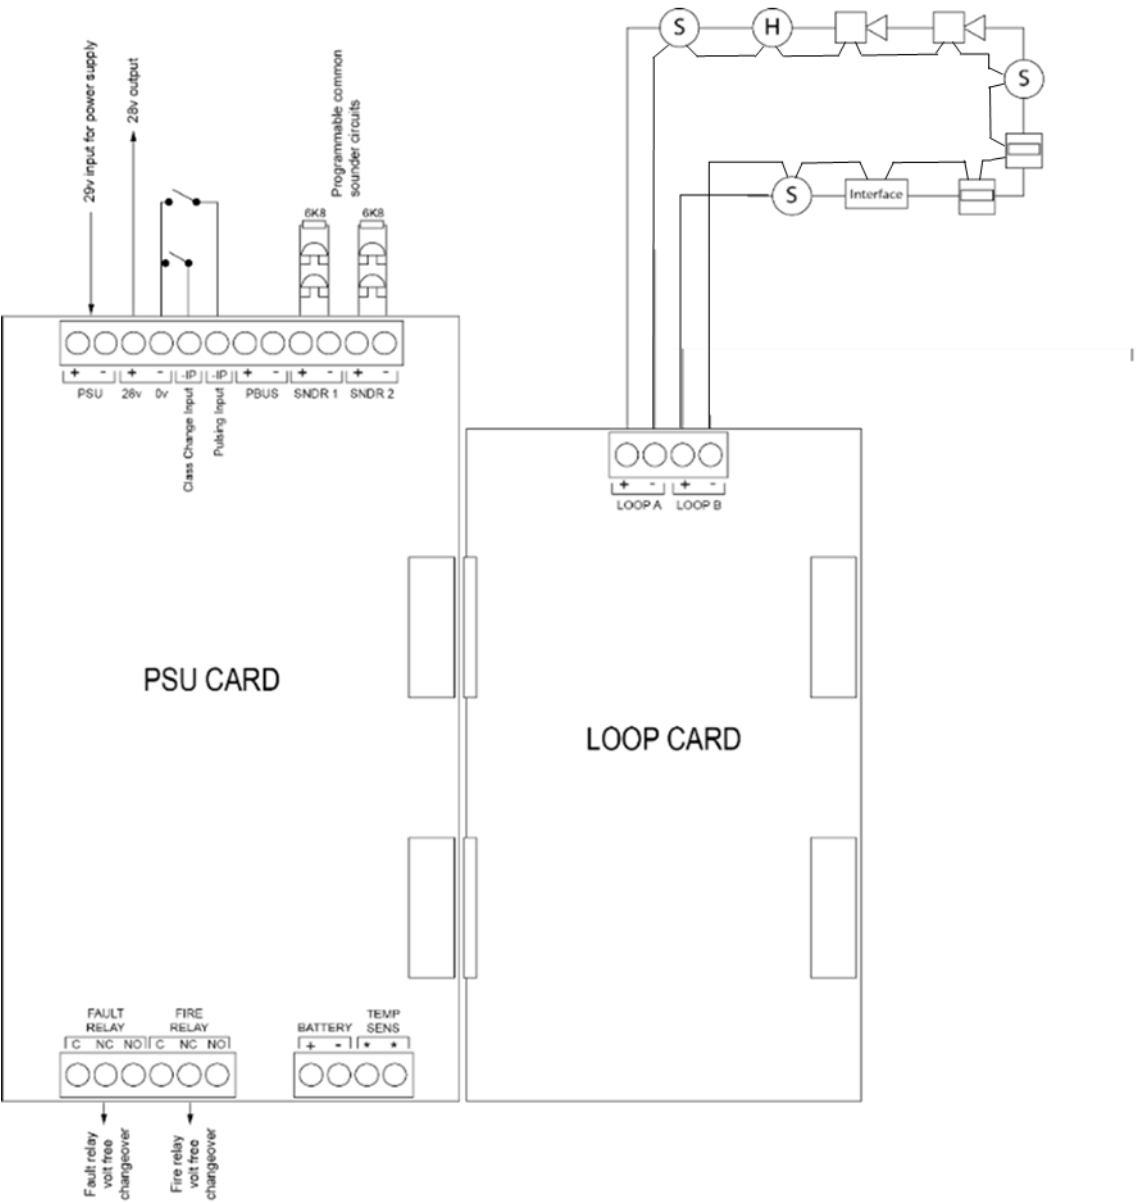 29v input for power supply
28v output
Programmable common
sounder circuits
6K8
6K8
S
H
S
S
Interface
+ - + - -IP -IP + - + - + -
PSU 28v 0v PBUS SNDR 1 SNDR 2
Class Change Input
Pulsing Input
+ - + -
LOOP A LOOP B
PSU CARD
LOOP CARD
FAULT
RELAY
FIRE
RELAY
C NC NO C NC NO
BATTERY
TEMP
SENS
+ - * *
Fault relay
volt free
changeover
Fire relay
volt free
changeover